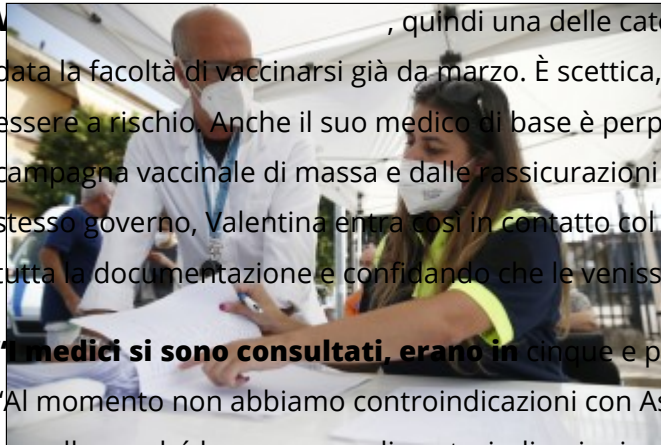 , quindi una delle cate
data la facoltà di vaccinarsi già da marzo. È scettica,
essere a rischio. Anche il suo medico di base è perp
campagna vaccinale di massa e dalle rassicurazioni
stesso governo, Valentina entra così in contatto col
tutta la documentazione e confidando che le veniss
“I medici si sono consultati, erano in cinque e p
“Al momento non abbiamo controindicazioni con As